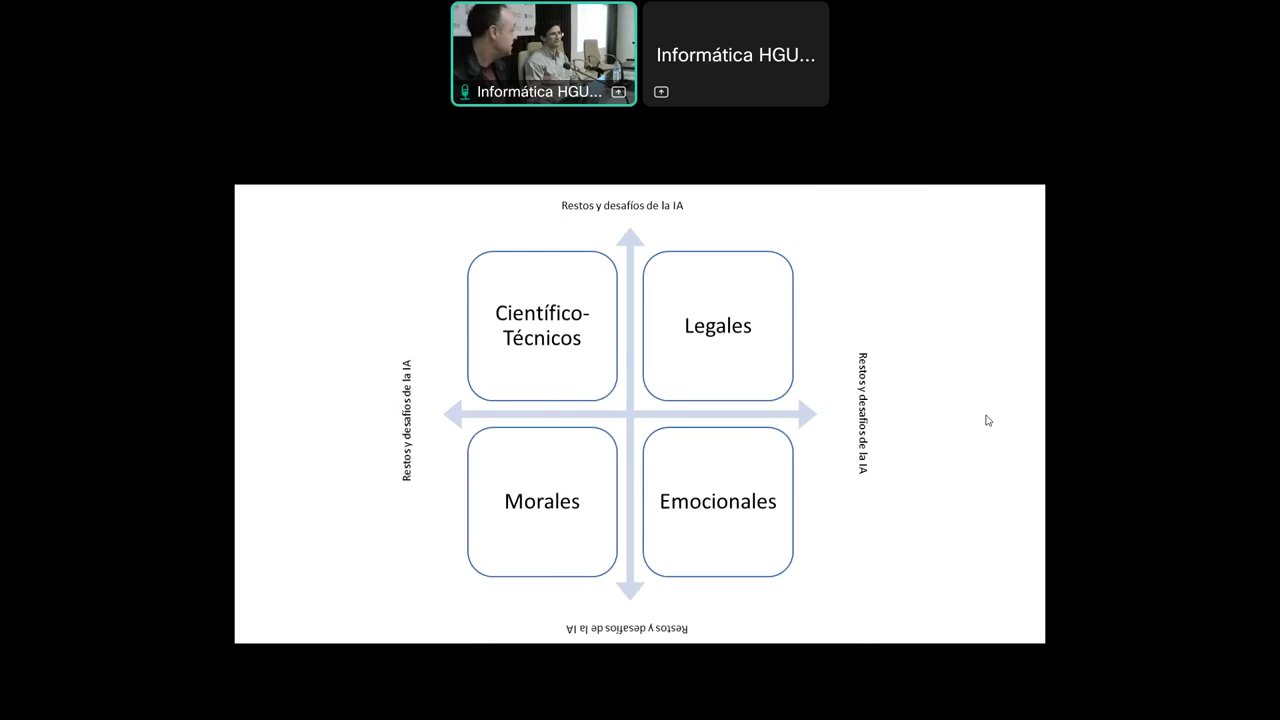 Informática HGU...
Informática HGU...
Restos y desafíos de la IA
Científico-
Técnicos
Legales
Restos y desafíos de la IA
Restos y desafíos de la IA
Morales
Emocionales
Restos y desafíos de la IA